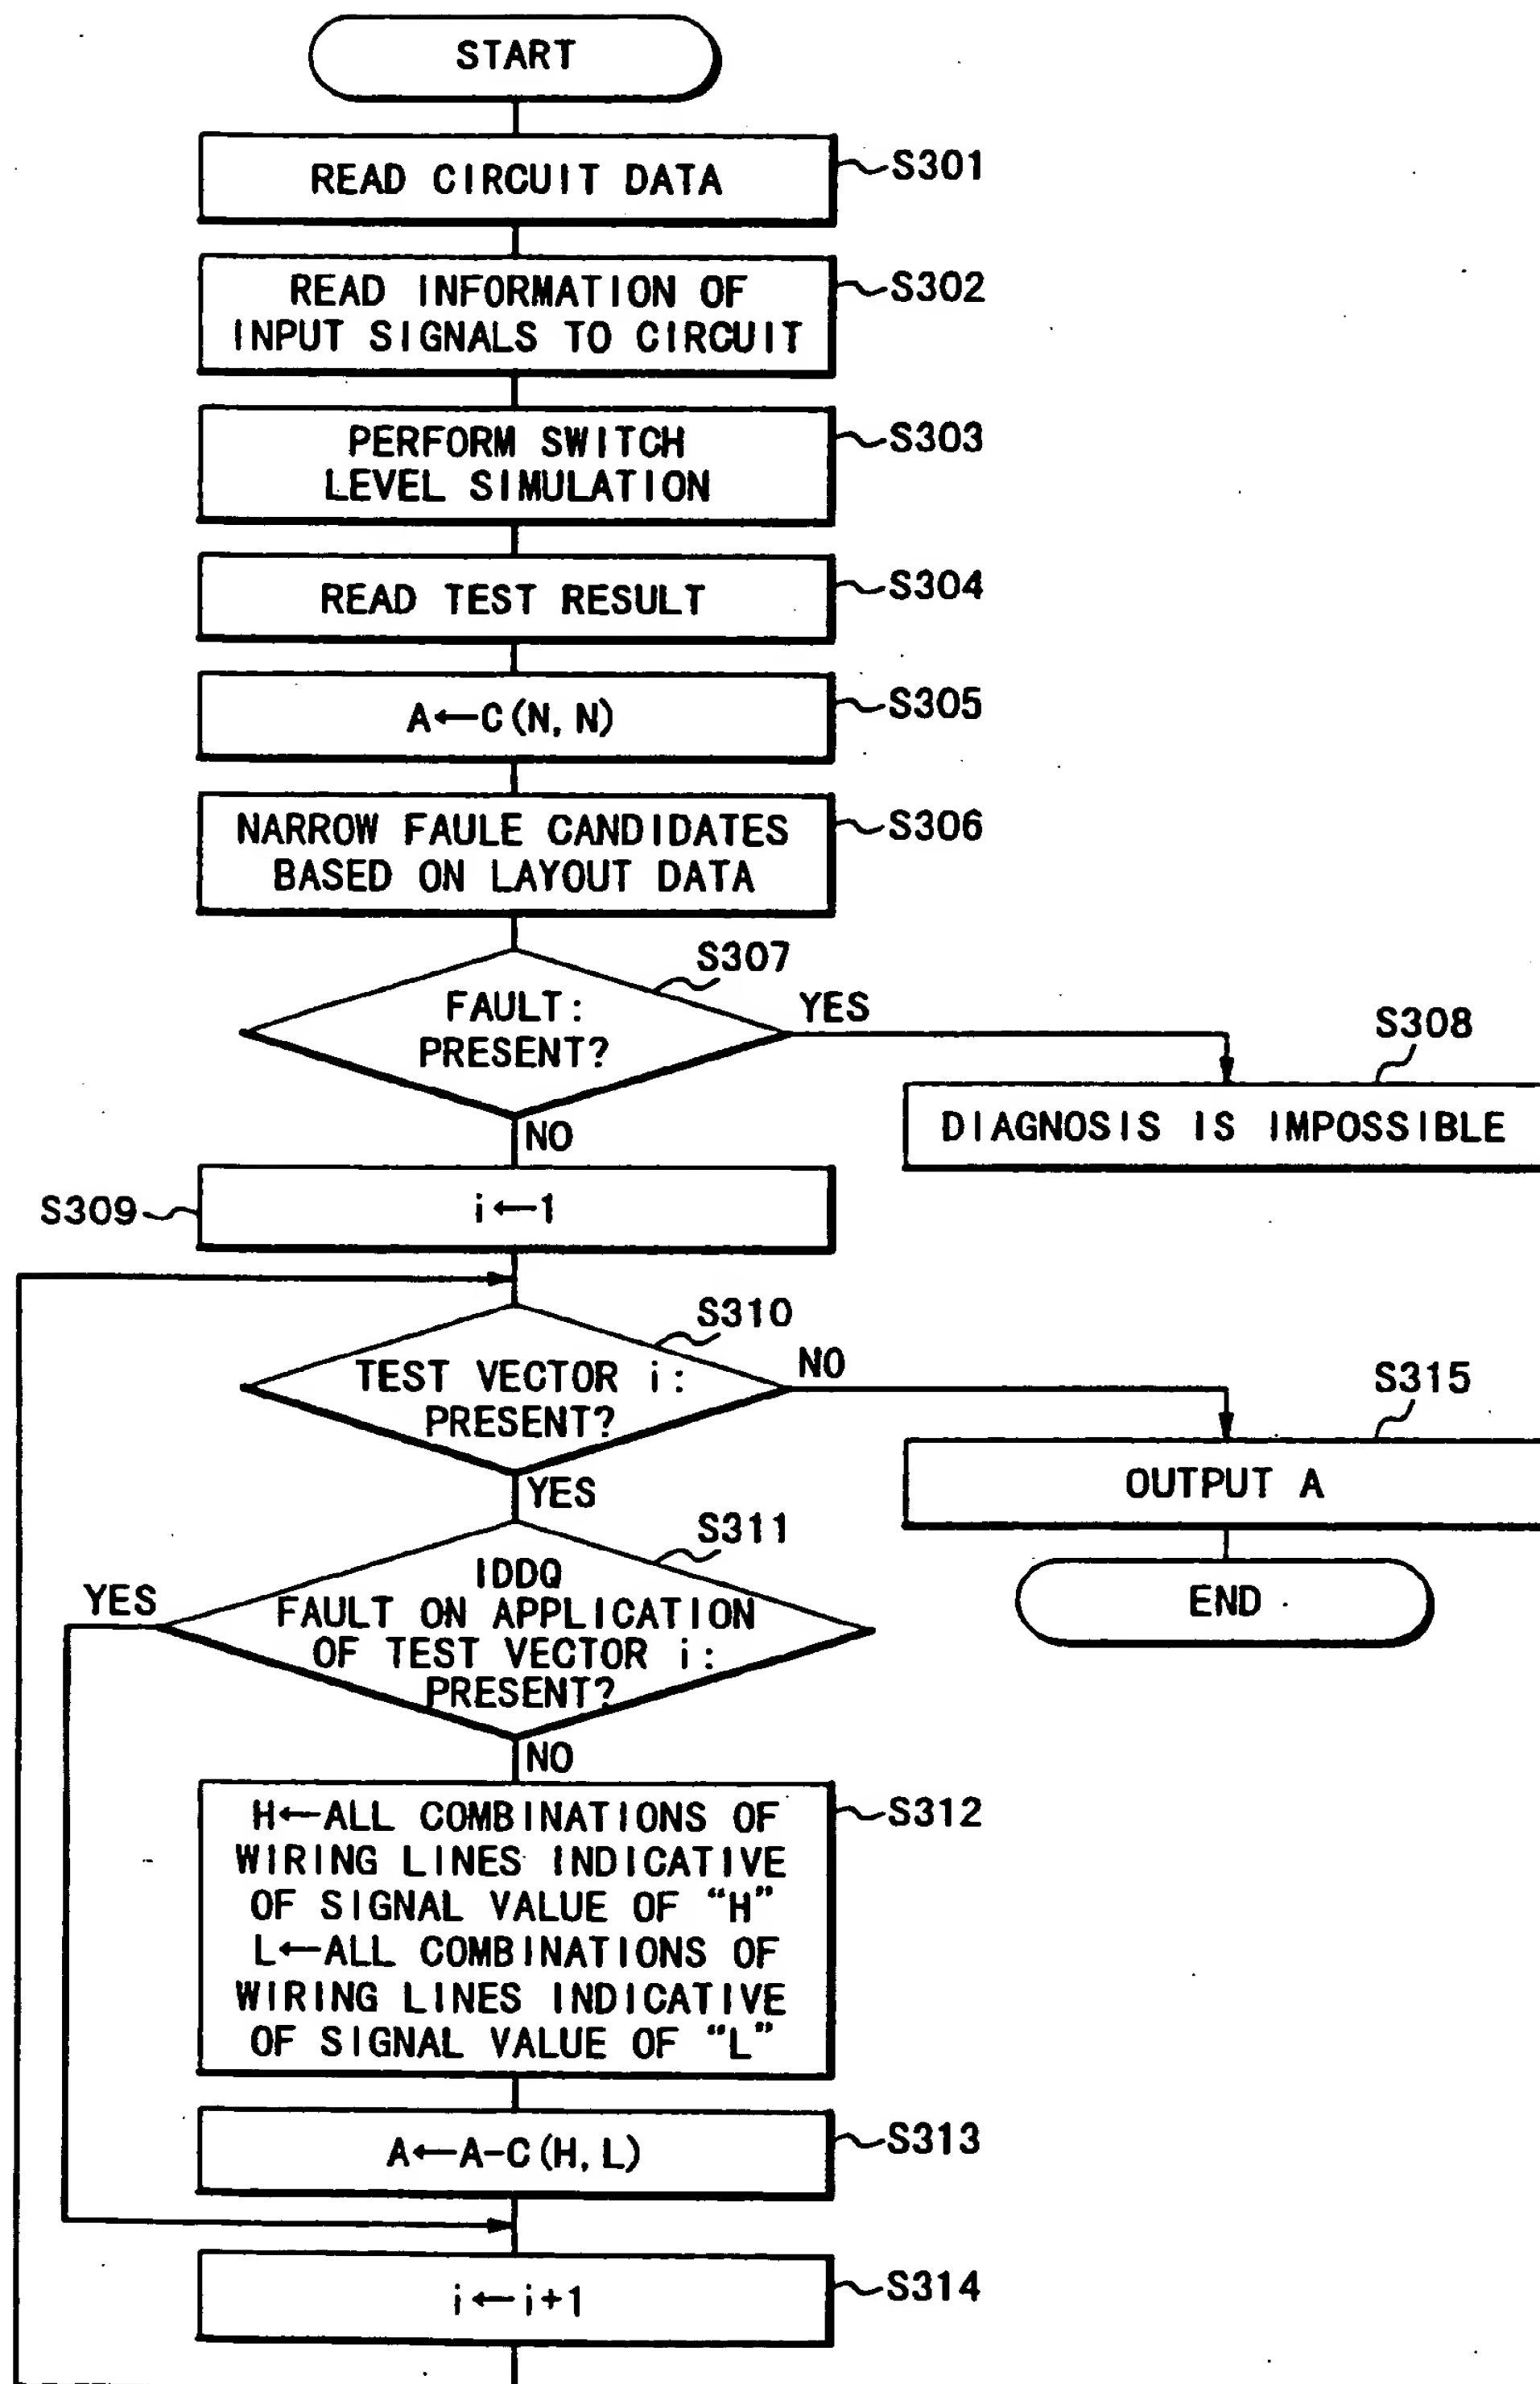 START
READ CIRCUIT DATA
S301
READ INFORMATION OF
INPUT SIGNALS TO CIRCUIT
S302
PERFORM SWITCH
LEVEL SIMULATION
S303
READ TEST RESULT
S304
A←C(N, N)
S305
NARROW FAULE CANDIDATES
BASED ON LAYOUT DATA
S306
S307
FAULT:
PRESENT?
YES
S308
DIAGNOSIS IS IMPOSSIBLE
NO
S309
i←1
S310
TEST VECTOR i:
PRESENT?
NO
S315
OUTPUT A
END
YES
S311
IDDQ
FAULT ON APPLICATION
OF TEST VECTOR i:
PRESENT?
YES
NO
H←ALL COMBINATIONS OF
WIRING LINES INDICATIVE
OF SIGNAL VALUE OF “H”
L←ALL COMBINATIONS OF
WIRING LINES INDICATIVE
OF SIGNAL VALUE OF “L”
S312
A←A-C(H, L)
S313
i←i+1
S314